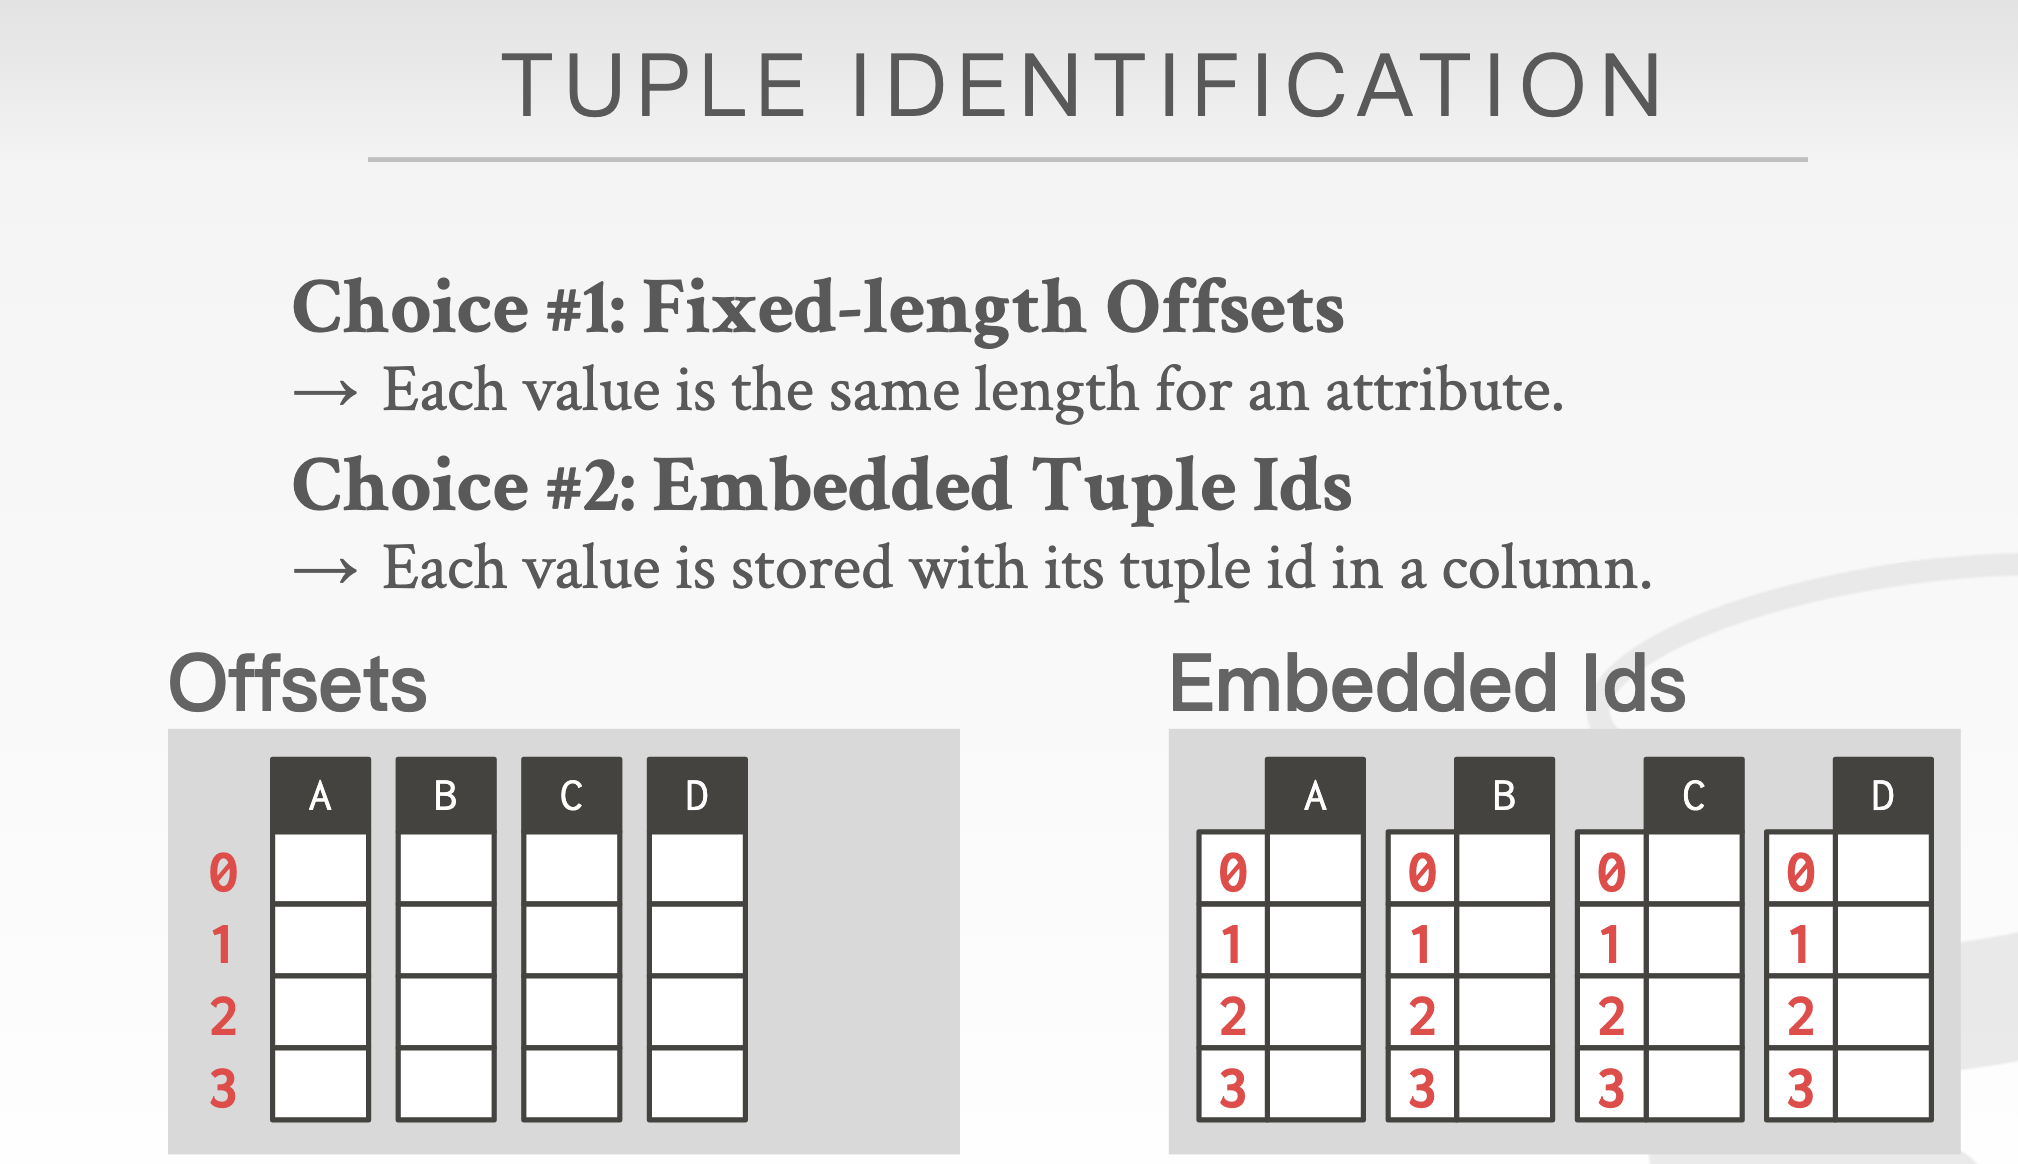 TUPLE IDENTIFICATION
Choice #1: Fixed-length Offsets
→ Each value is the same length for an attribute.
Choice #2: Embedded Tuple Ids
→ Each value is stored with its tuple id in a column.
Offsets
A B C D
0
1
2
3
Embedded Ids
A B C D
0 0 0 0
1 1 1 1
2 2 2 2
3 3 3 3